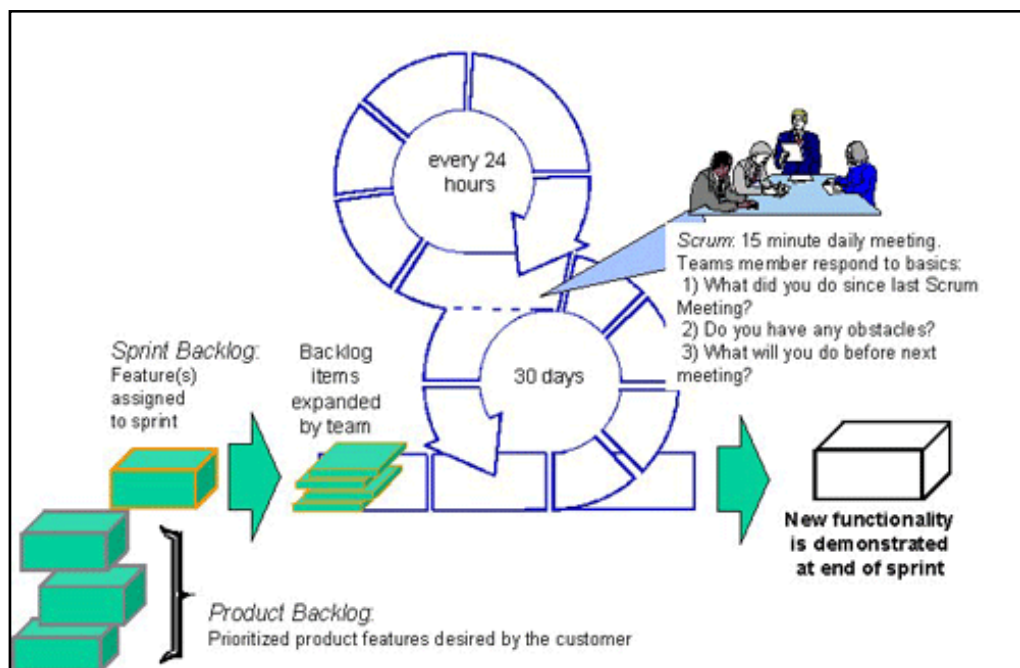 every 24
hours
Scrum: 15 minute daily meeting.
Teams member respond to basics:
1) What did you do since last Scrum
Meeting?
2) Do you have any obstacles?
3) What will you do before next
meeting?
Sprint Backlog:
Feature(s)
assigned
to sprint
Backlog
items
expanded
by team
30 days
New functionality
is demonstrated
at end of sprint
Product Backlog:
Prioritized product features desired by the customer